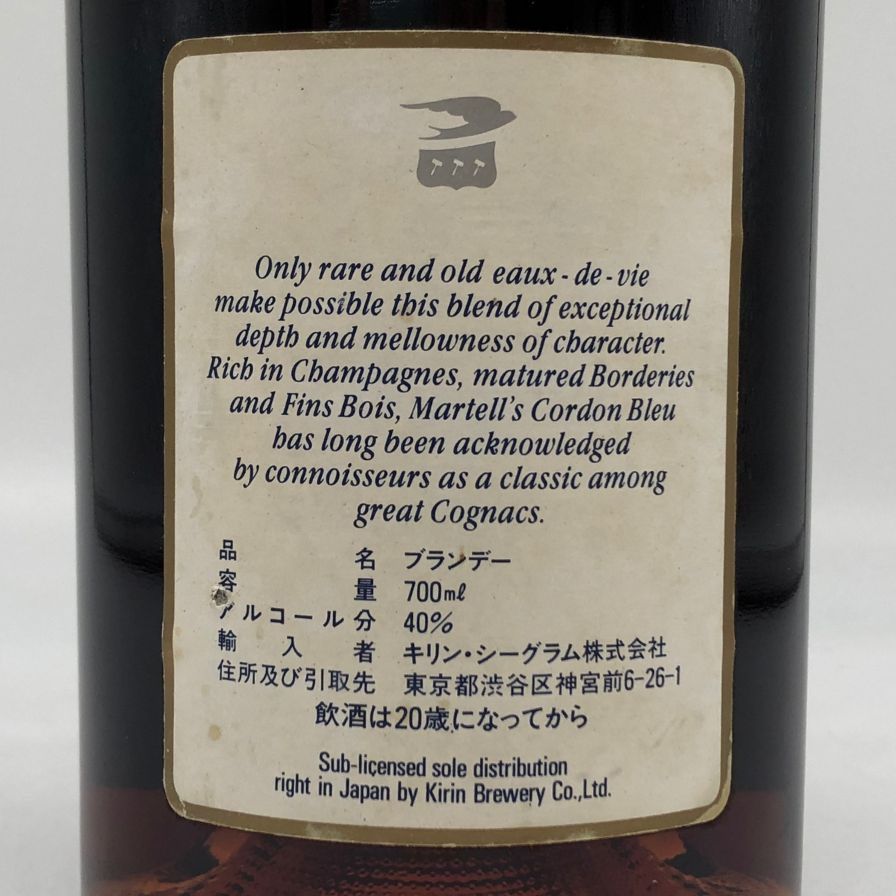 Only rare and old eaux-de-vie
make possible this blend of exceptional
depth and mellowness of character.
Rich in Champagnes, matured Borderies
and Fins Bois, Martell's Cordon Bleu
has long been acknowledged
by connoisseurs as a classic among
great Cognacs.
品名 ブランデー
容量 700mℓ
アルコール分 40%
輸入者 キリン・シーグラム株式会社
住所及び引取先 東京都渋谷区神宮前6-26-1
飲酒は20歳になってから
Sub-licensed sole distribution
right in Japan by Kirin Brewery Co.,Ltd.